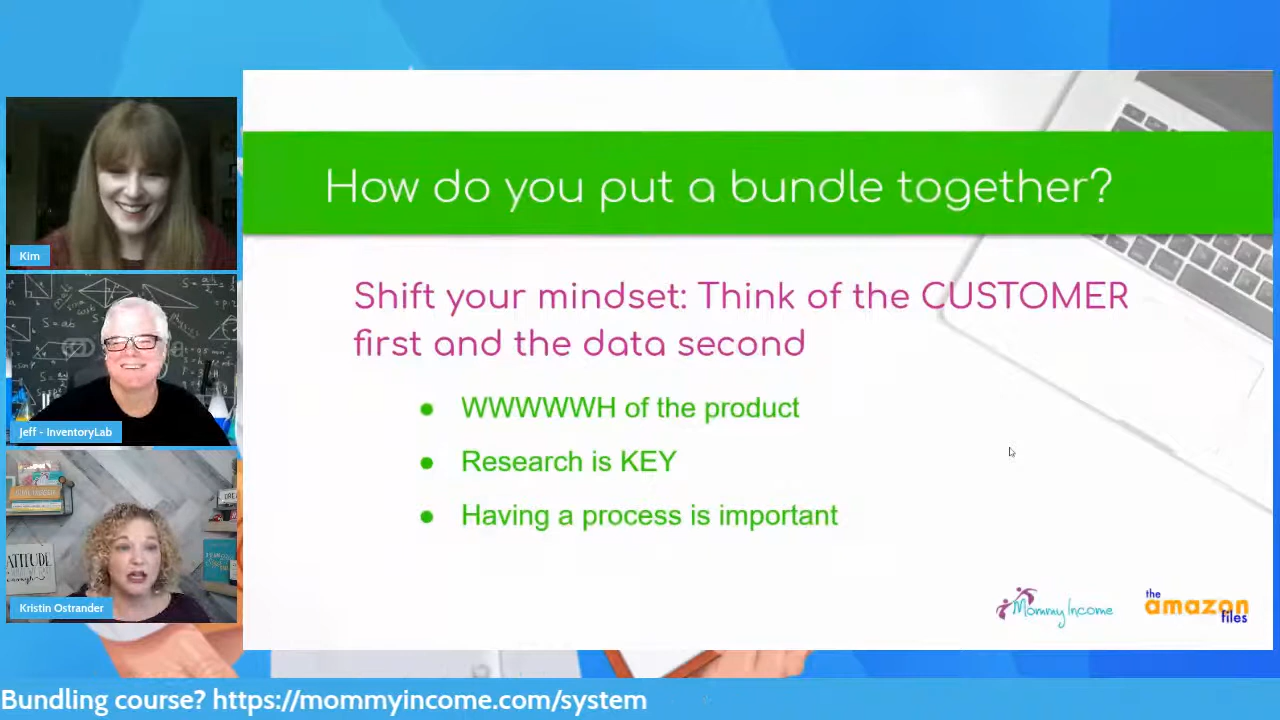 How do you put a bundle together?
Shift your mindset: Think of the CUSTOMER
first and the data second
● WWWWWH of the product
● Research is KEY
● Having a process is important
Mommy Income
the
amazon
files
Kim
Jeff - InventoryLab
Kristin Ostrander
Bundling course? https://mommyincome.com/system